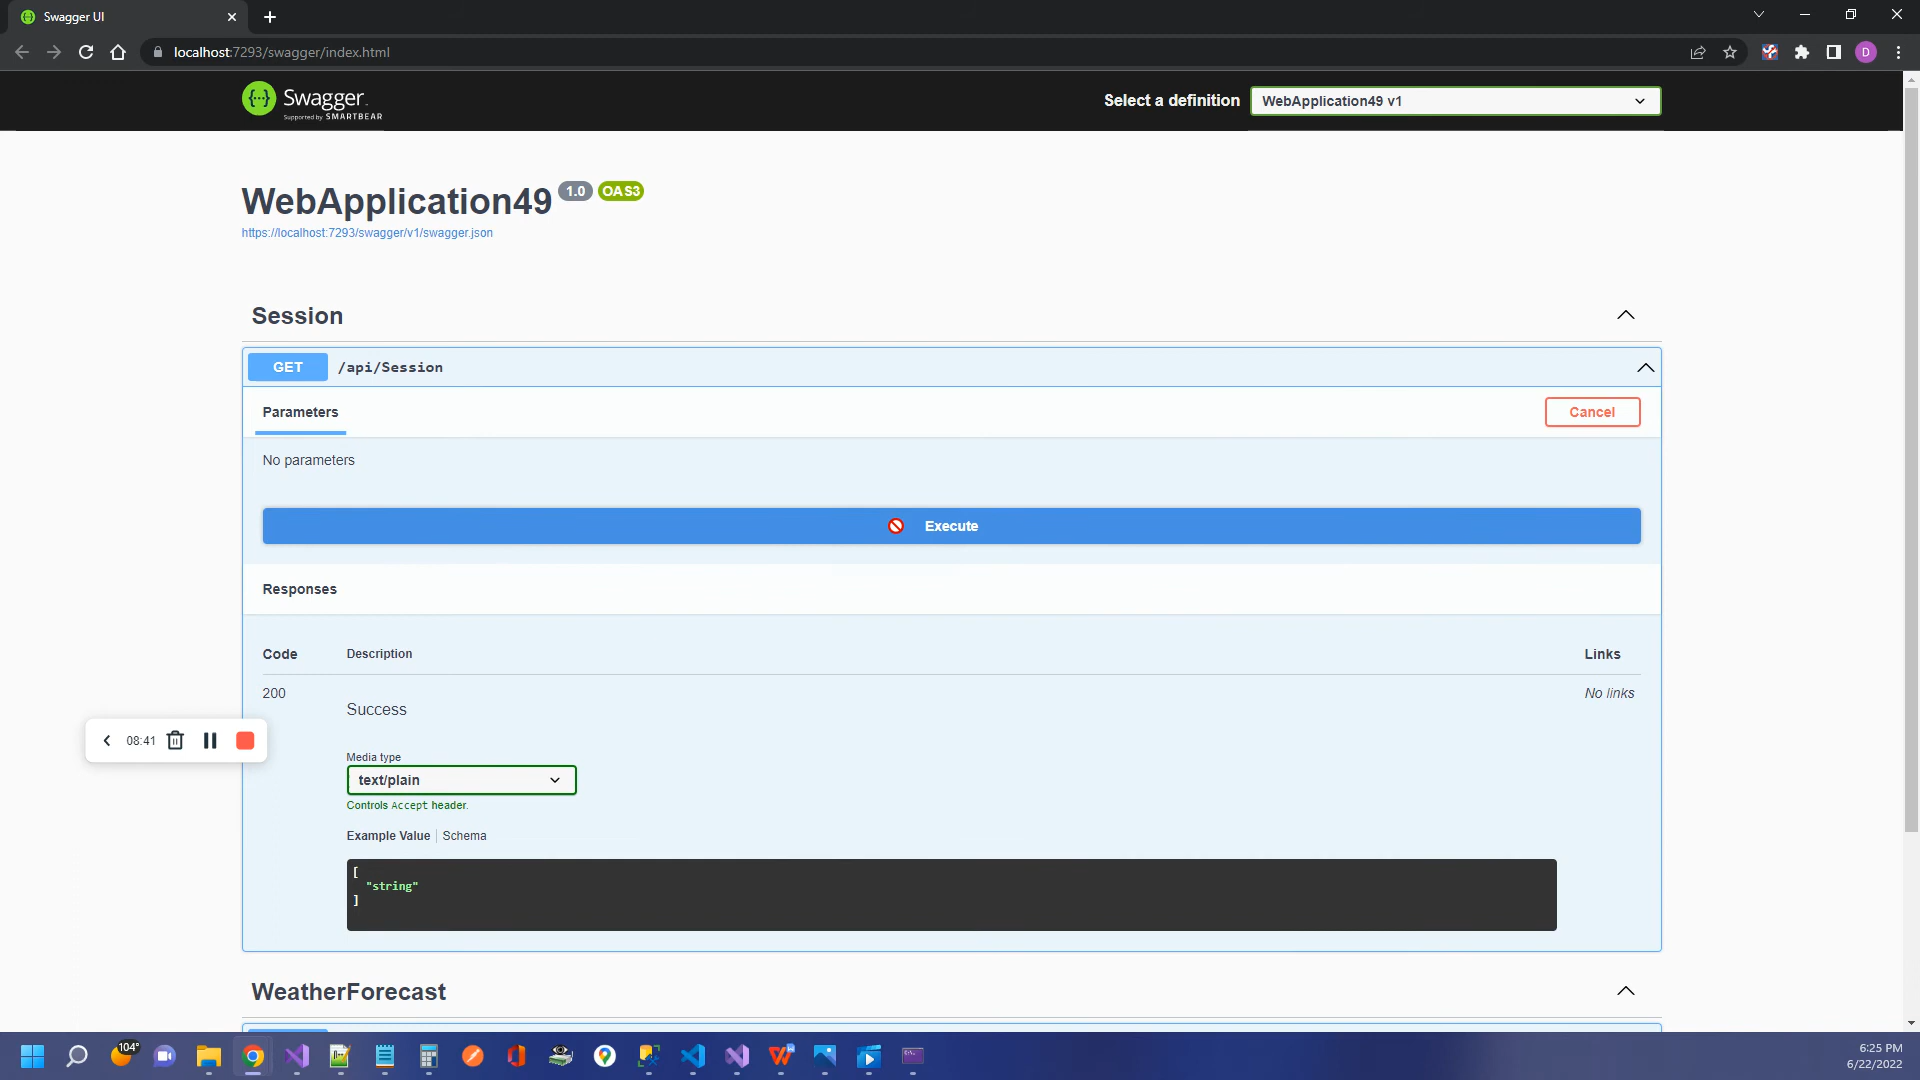 Swagger UI
localhost:7293/swagger/index.html
D
Swagger
Supported by SMARTBEAR
Select a definition
WebApplication49 v1
WebApplication49 1.0 OAS3
https://localhost:7293/swagger/v1/swagger.json
Session
GET /api/Session
Parameters
Cancel
No parameters
Execute
Responses
Code Description Links
200 Success No links
08:41
Media type
text/plain
Controls Accept header.
Example Value Schema
[
"string"
]
WeatherForecast
104°
6:25 PM
6/22/2022